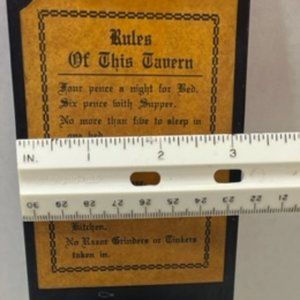 Rules
Of This Tavern
Four pence a night for Bed.
Six pence with Supper.
No more than five to sleep in
one bed.
IN. 1 2 3
30 29 28 27 26 25 24 23 22 21
Kitchen.
No Razor Grinders or Tinkers
taken in.